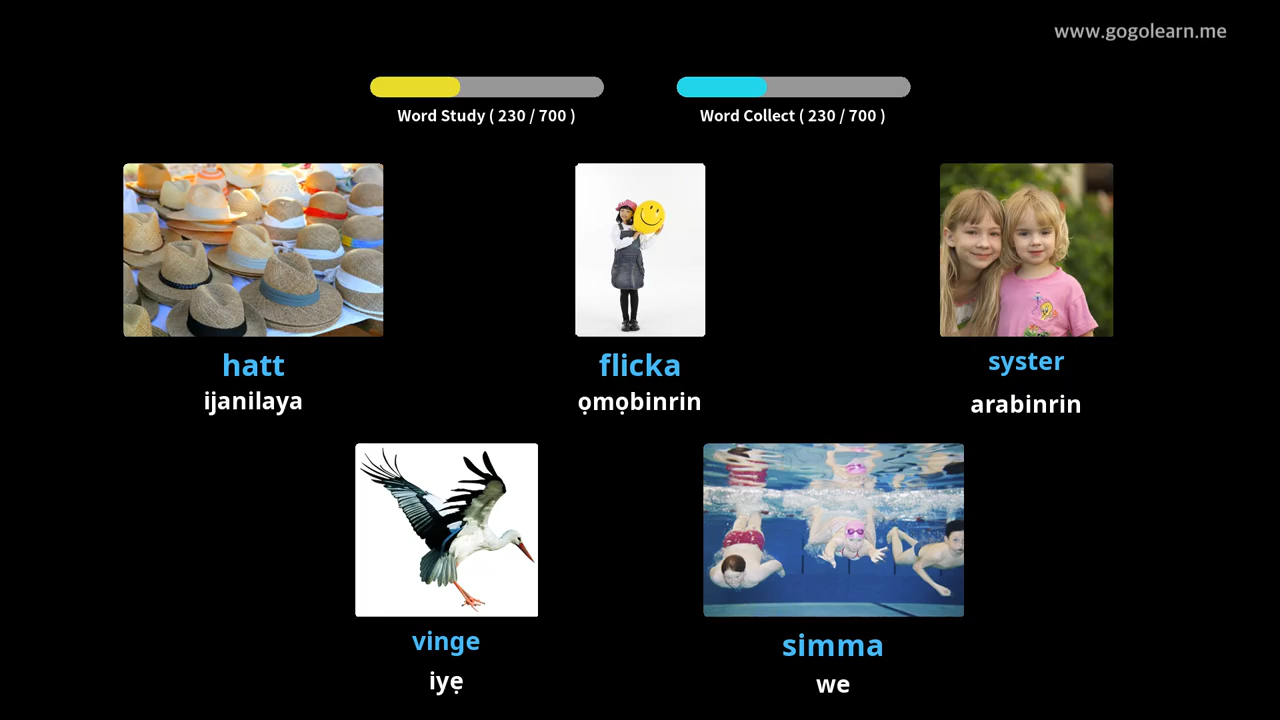 www.gogolearn.me
Word Study ( 230 / 700 )
Word Collect ( 230 / 700 )
hatt
ijanilaya
flicka
ọmọbinrin
syster
arabinrin
vinge
iyẹ
simma
we